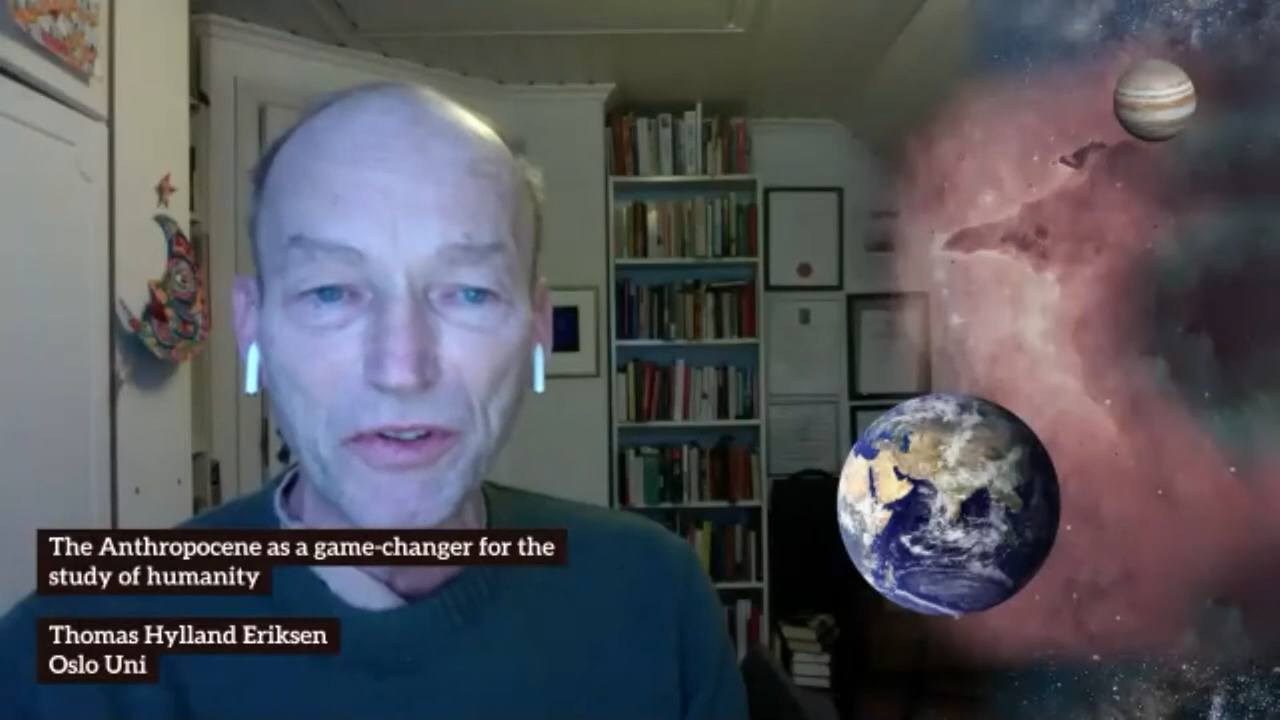 The Anthropocene as a game-changer for the
study of humanity
Thomas Hylland Eriksen
Oslo Uni